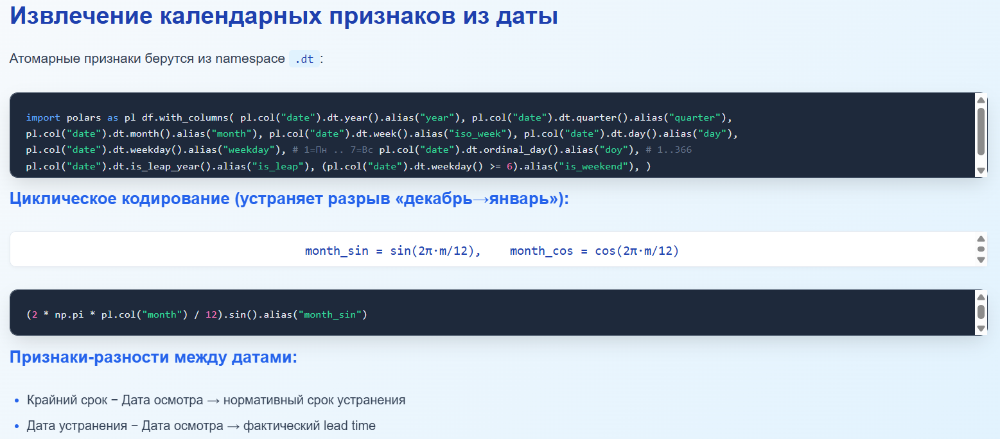 Извлечение календарных признаков из даты
Атомарные признаки берутся из namespace .dt:
import polars as pl df.with_columns( pl.col("date").dt.year().alias("year"), pl.col("date").dt.quarter().alias("quarter"),
pl.col("date").dt.month().alias("month"), pl.col("date").dt.week().alias("iso_week"), pl.col("date").dt.day().alias("day"),
pl.col("date").dt.weekday().alias("weekday"), # 1=Пн .. 7=Вс pl.col("date").dt.ordinal_day().alias("doy"), # 1..366
pl.col("date").dt.is_leap_year().alias("is_leap"), (pl.col("date").dt.weekday() >= 6).alias("is_weekend"), )
Циклическое кодирование (устраняет разрыв «декабрь→январь»):
month_sin = sin(2π·m/12), month_cos = cos(2π·m/12)
(2 * np.pi * pl.col("month") / 12).sin().alias("month_sin")
Признаки-разности между датами:
• Крайний срок − Дата осмотра → нормативный срок устранения
• Дата устранения − Дата осмотра → фактический lead time